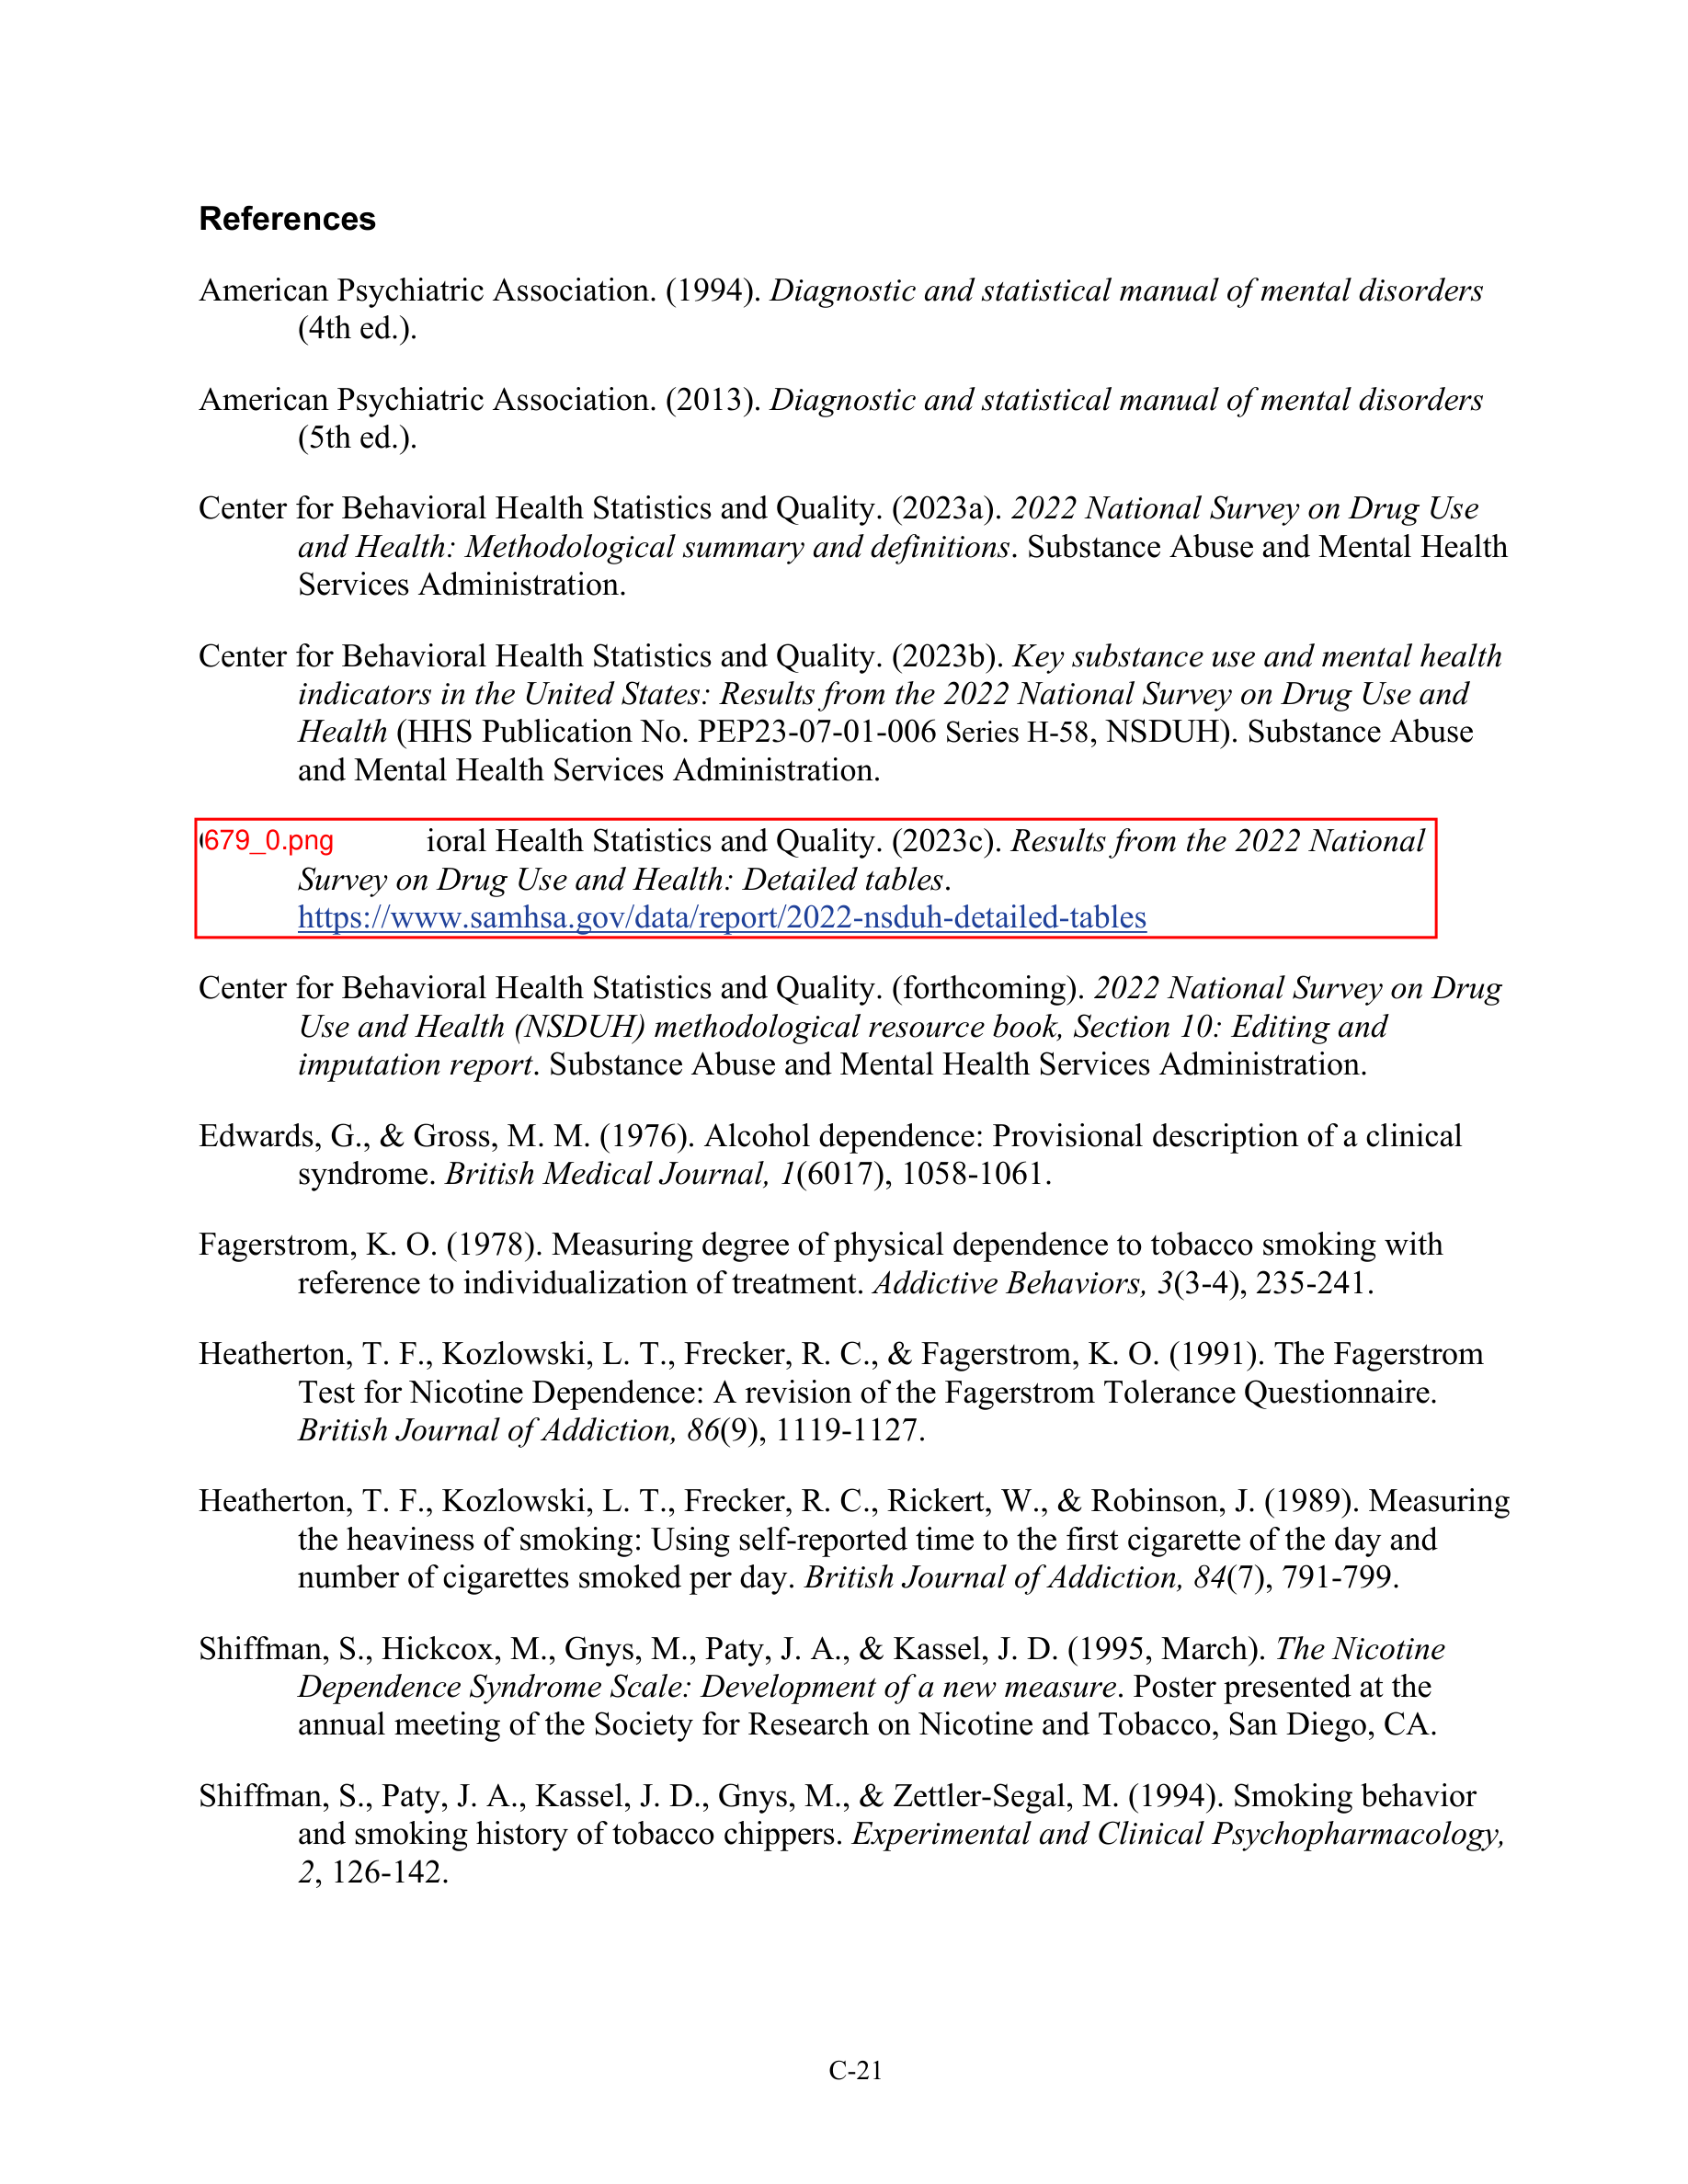 References
American Psychiatric Association. (1994). Diagnostic and statistical manual of mental disorders
(4th ed.).
American Psychiatric Association. (2013). Diagnostic and statistical manual of mental disorders
(5th ed.).
Center for Behavioral Health Statistics and Quality. (2023a). 2022 National Survey on Drug Use
and Health: Methodological summary and definitions. Substance Abuse and Mental Health
Services Administration.
Center for Behavioral Health Statistics and Quality. (2023b). Key substance use and mental health
indicators in the United States: Results from the 2022 National Survey on Drug Use and
Health (HHS Publication No. PEP23-07-01-006 Series H-58, NSDUH). Substance Abuse
and Mental Health Services Administration.
679_0.png ioral Health Statistics and Quality. (2023c). Results from the 2022 National
Survey on Drug Use and Health: Detailed tables.
https://www.samhsa.gov/data/report/2022-nsduh-detailed-tables
Center for Behavioral Health Statistics and Quality. (forthcoming). 2022 National Survey on Drug
Use and Health (NSDUH) methodological resource book, Section 10: Editing and
imputation report. Substance Abuse and Mental Health Services Administration.
Edwards, G., & Gross, M. M. (1976). Alcohol dependence: Provisional description of a clinical
syndrome. British Medical Journal, 1(6017), 1058-1061.
Fagerstrom, K. O. (1978). Measuring degree of physical dependence to tobacco smoking with
reference to individualization of treatment. Addictive Behaviors, 3(3-4), 235-241.
Heatherton, T. F., Kozlowski, L. T., Frecker, R. C., & Fagerstrom, K. O. (1991). The Fagerstrom
Test for Nicotine Dependence: A revision of the Fagerstrom Tolerance Questionnaire.
British Journal of Addiction, 86(9), 1119-1127.
Heatherton, T. F., Kozlowski, L. T., Frecker, R. C., Rickert, W., & Robinson, J. (1989). Measuring
the heaviness of smoking: Using self-reported time to the first cigarette of the day and
number of cigarettes smoked per day. British Journal of Addiction, 84(7), 791-799.
Shiffman, S., Hickcox, M., Gnys, M., Paty, J. A., & Kassel, J. D. (1995, March). The Nicotine
Dependence Syndrome Scale: Development of a new measure. Poster presented at the
annual meeting of the Society for Research on Nicotine and Tobacco, San Diego, CA.
Shiffman, S., Paty, J. A., Kassel, J. D., Gnys, M., & Zettler-Segal, M. (1994). Smoking behavior
and smoking history of tobacco chippers. Experimental and Clinical Psychopharmacology,
2, 126-142.
C-21